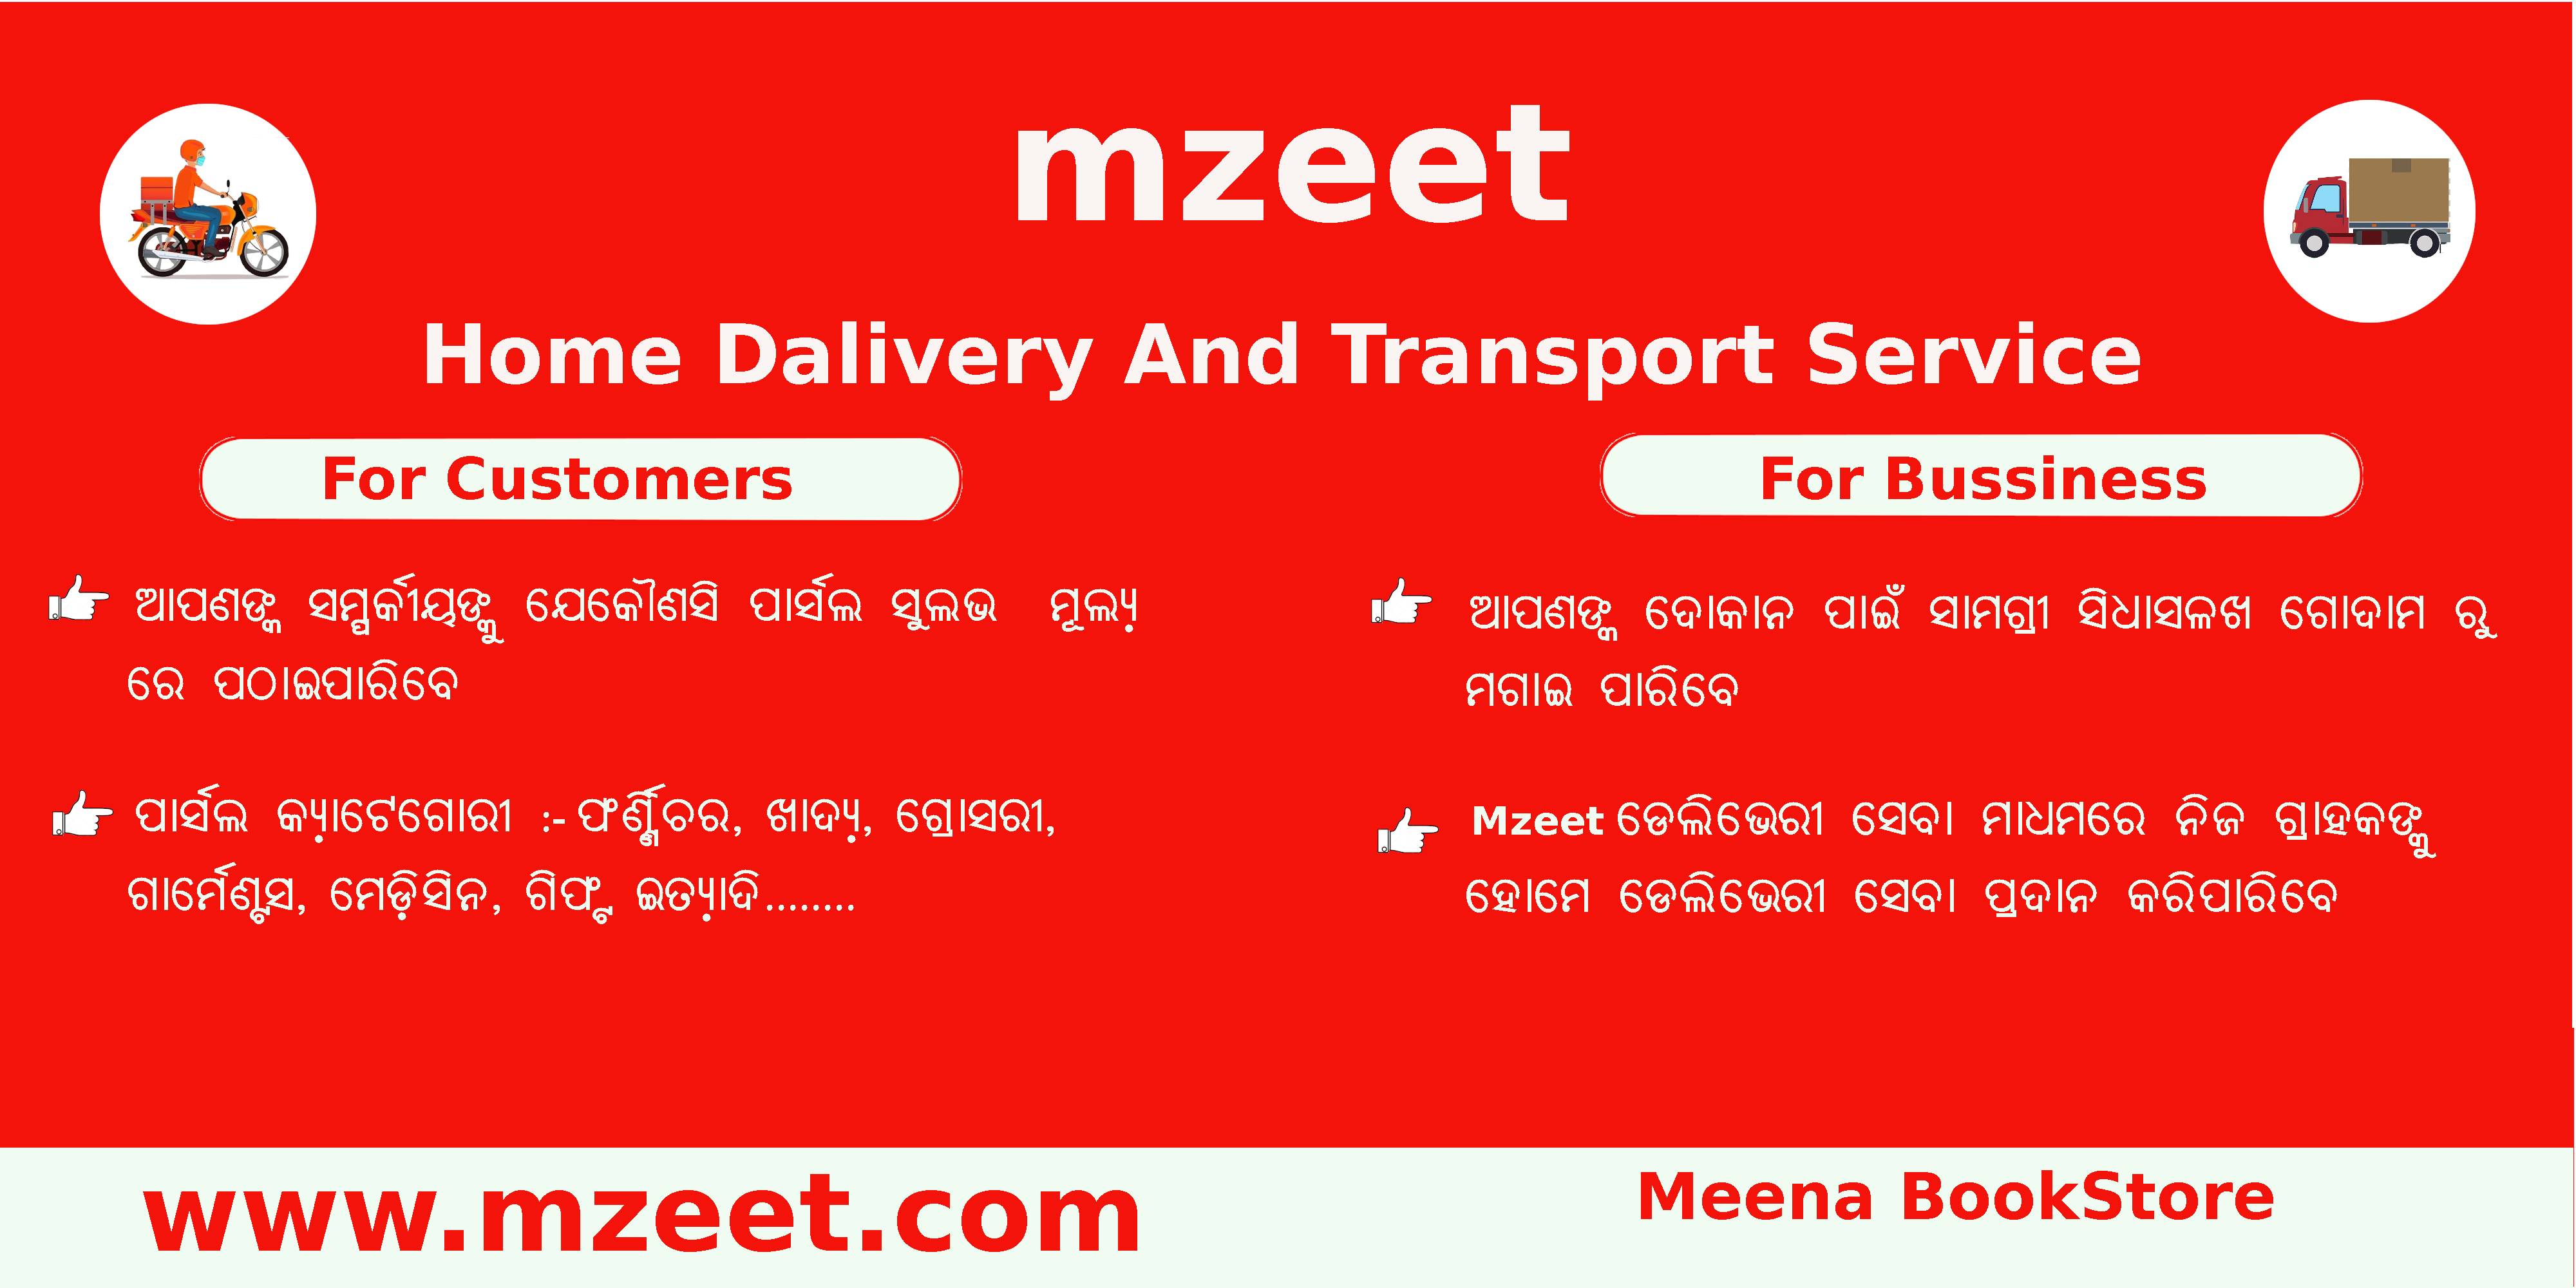 mzeet
Home Dalivery And Transport Service
For Customers
ଆପଣଙ୍କ ସମ୍ପର୍କୀୟଙ୍କୁ ଯେକୌଣସି ପାର୍ସଲ ସୁଲଭ ମୂଲ୍ୟ
ରେ ପଠାଇପାରିବେ
ପାର୍ସଲ କ୍ୟାଟେଗୋରୀ :- ଫର୍ଣ୍ଣିଚର, ଖାଦ୍ୟ, ଗ୍ରୋସରୀ,
ଗାର୍ମେଣ୍ଟସ, ମେଡ଼ିସିନ, ଗିଫ୍ଟ ଇତ୍ୟାଦି........
For Bussiness
ଆପଣଙ୍କ ଦୋକାନ ପାଇଁ ସାମଗ୍ରୀ ସିଧାସଳଖ ଗୋଦାମ ରୁ
ମଗାଇ ପାରିବେ
Mzeet ଡେଲିଭେରୀ ସେବା ମାଧମରେ ନିଜ ଗ୍ରାହକଙ୍କୁ
ହୋମେ ଡେଲିଭେରୀ ସେବା ପ୍ରଦାନ କରିପାରିବେ
www.mzeet.com
Meena BookStore